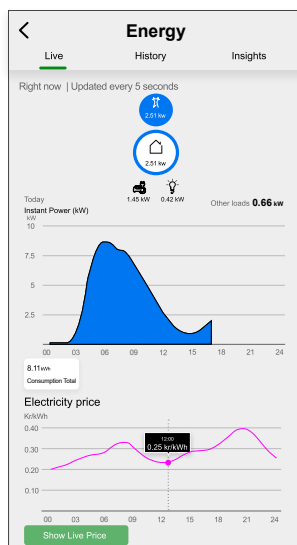 Energy
Live History Insights
Right now | Updated every 5 seconds
2.51 kw
2.51 kw
1.45 kW 0.42 kW Other loads 0.66 kW
Today
Instant Power (kW)
kW
10
7.5
5
2.5
00 03 06 09 12 15 18 21 24
8.11kWh
Consumption Total
Electricity price
Kr/kWh
0.40
12:00
0.25 kr/kWh
0.30
0.20
0.10
00 03 06 09 12 15 18 21 24
Show Live Price